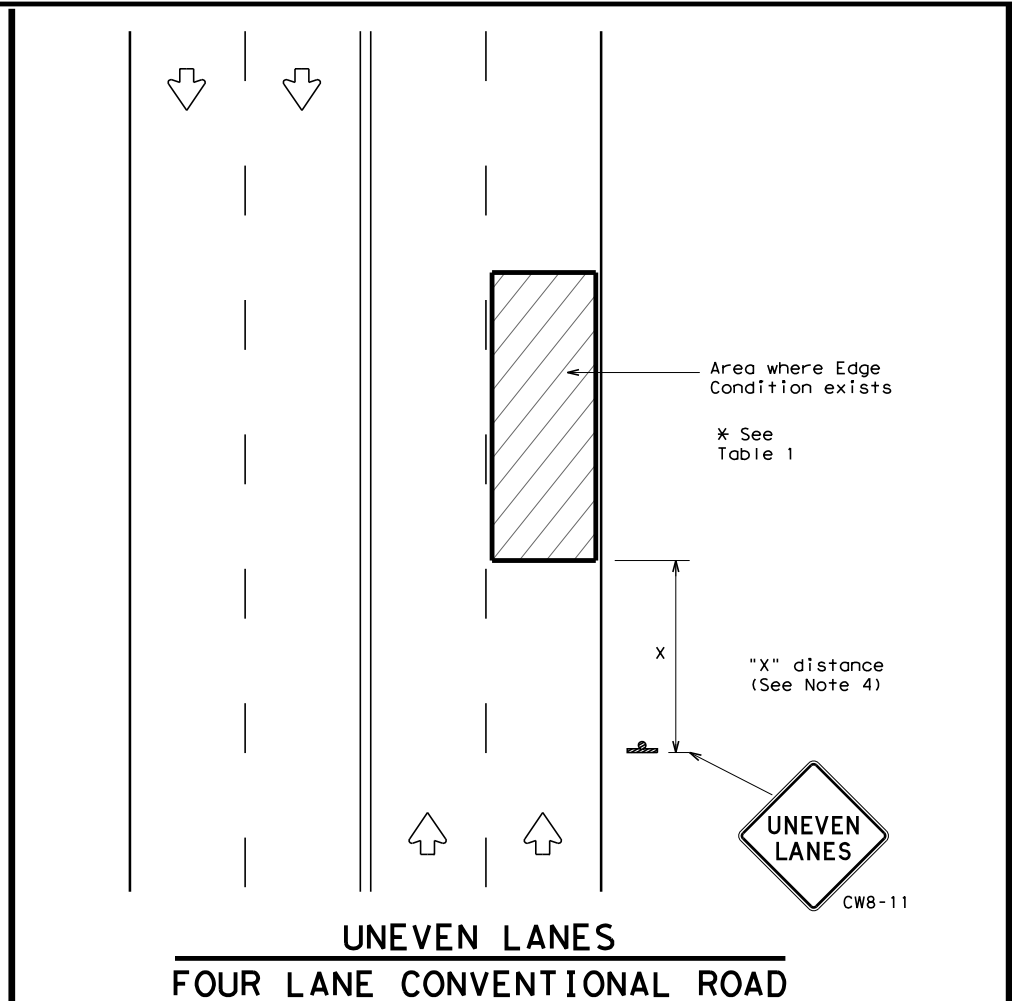 Area where Edge
Condition exists
* See
Table 1
X
"X" distance
(See Note 4)
UNEVEN
LANES
CW8-11
UNEVEN LANES
FOUR LANE CONVENTIONAL ROAD